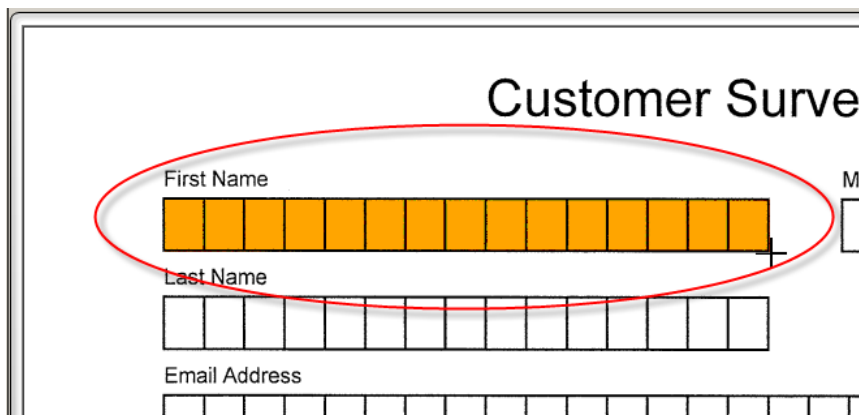 Customer Surve
First Name
M
Last Name
Email Address